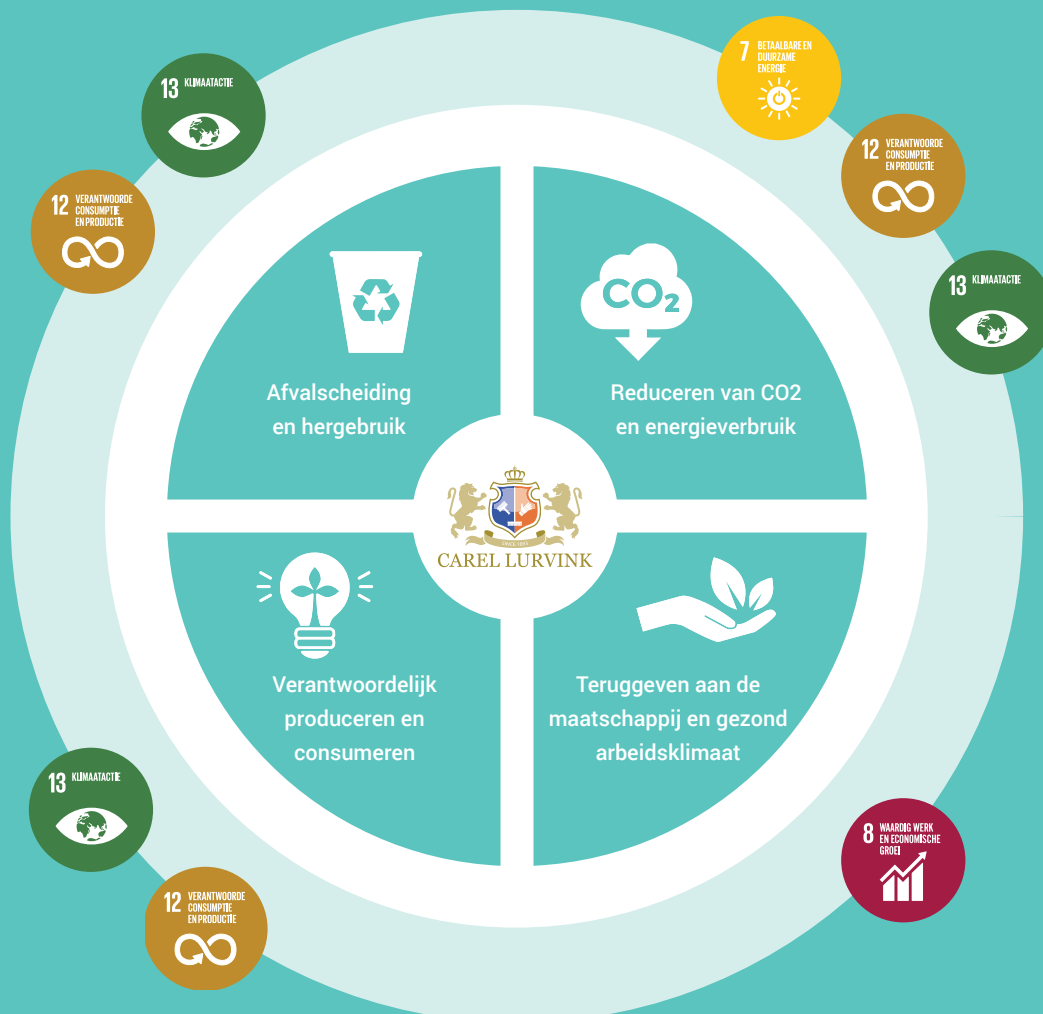 13 KLIMAATACTIE
12 VERANTWOORDE
CONSUMPTIE
EN PRODUCTIE
7 BETAALBARE EN
DUURZAME
ENERGIE
12 VERANTWOORDE
CONSUMPTIE
EN PRODUCTIE
13 KLIMAATACTIE
Afvalscheiding
en hergebruik
CO2
Reduceren van CO2
en energieverbruik
CAREL LURVINK
Verantwoordelijk
produceren en
consumeren
Teruggeven aan de
maatschappij en gezond
arbeidsklimaat
13 KLIMAATACTIE
12 VERANTWOORDE
CONSUMPTIE
EN PRODUCTIE
8 WAARDIG WERK
EN ECONOMISCHE
GROEI